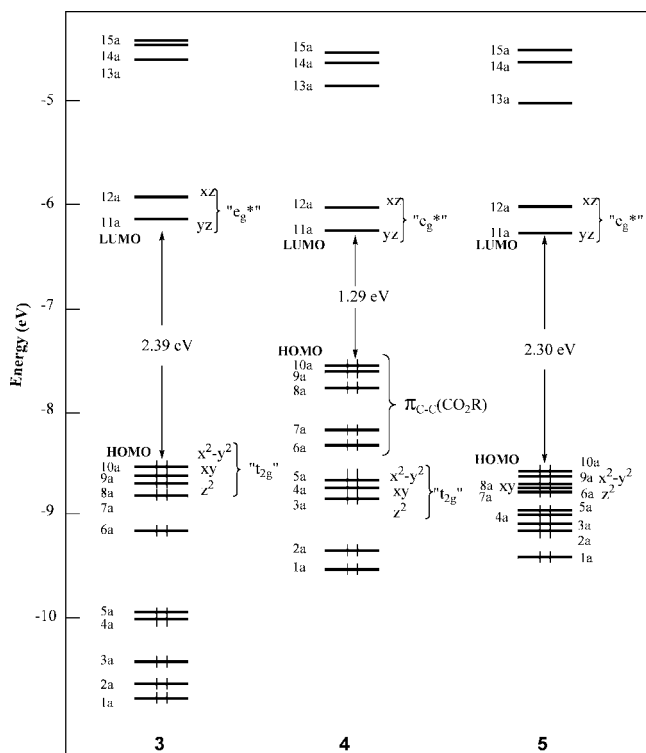 Energy (eV)
-5
-6
-7
-8
-9
-10
15a
14a
13a
12a
xz
11a
yz
"eg*"
LUMO
2.39 eV
HOMO
10a
9a
8a
7a
x²-y²
xy
z²
"t2g"
6a
5a
4a
3a
2a
1a
3
15a
14a
13a
12a
xz
11a
yz
"eg*"
LUMO
1.29 eV
HOMO
10a
9a
8a
7a
6a
πC-C(CO2R)
5a
4a
3a
x²-y²
xy
z²
"t2g"
2a
1a
4
15a
14a
13a
12a
xz
11a
yz
"eg*"
LUMO
2.30 eV
HOMO
10a
9a x²-y²
8a xy
7a
6a z²
5a
4a
3a
2a
1a
5